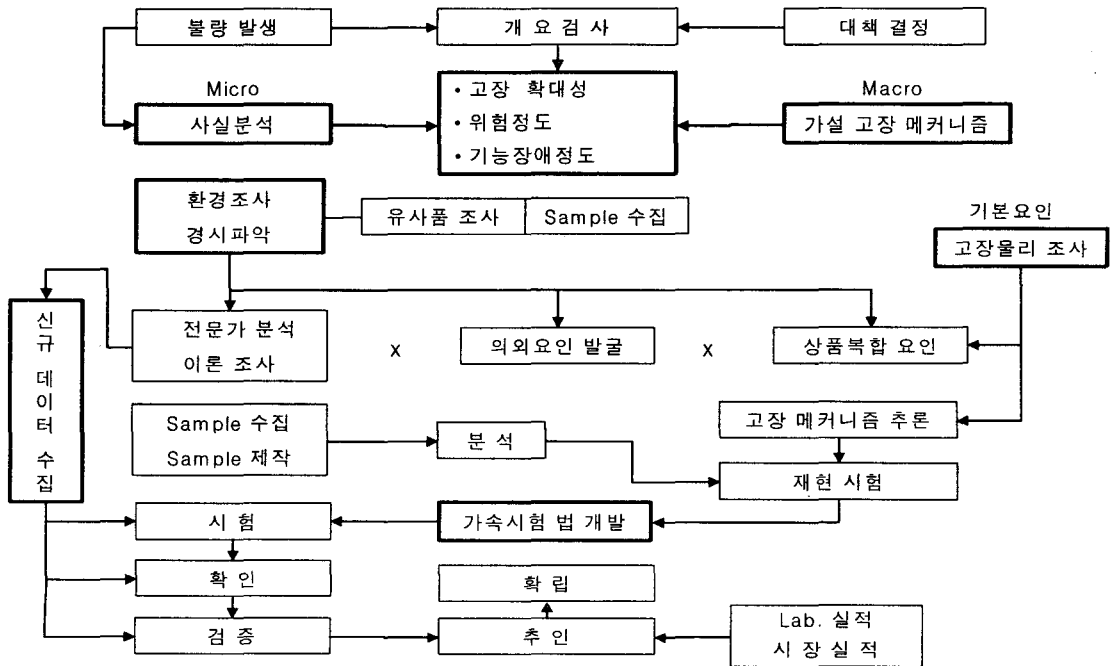 불량 발생
개 요 검 사
대책 결정
Micro
Macro
사실분석
• 고장 확대성
• 위험정도
• 기능장애정도
가설 고장 메커니즘
환경조사
경시파악
유사품 조사
Sample 수집
기본요인
고장물리 조사
신규 데이터 수집
전문가 분석
이론 조사
x
의외요인 발굴
x
상품복합 요인
Sample 수집
Sample 제작
분 석
고장 메커니즘 추론
재현 시험
시 험
가속시험 법 개발
확 인
확 립
검 증
추 인
Lab. 실적
시 장 실 적